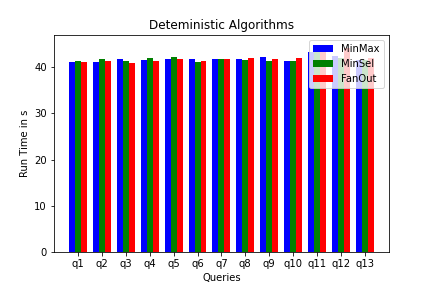 Deteministic Algorithms
MinMax
MinSel
FanOut
Run Time in s
40
30
20
10
0
q1 q2 q3 q4 q5 q6 q7 q8 q9 q10 q11 q12 q13
Queries